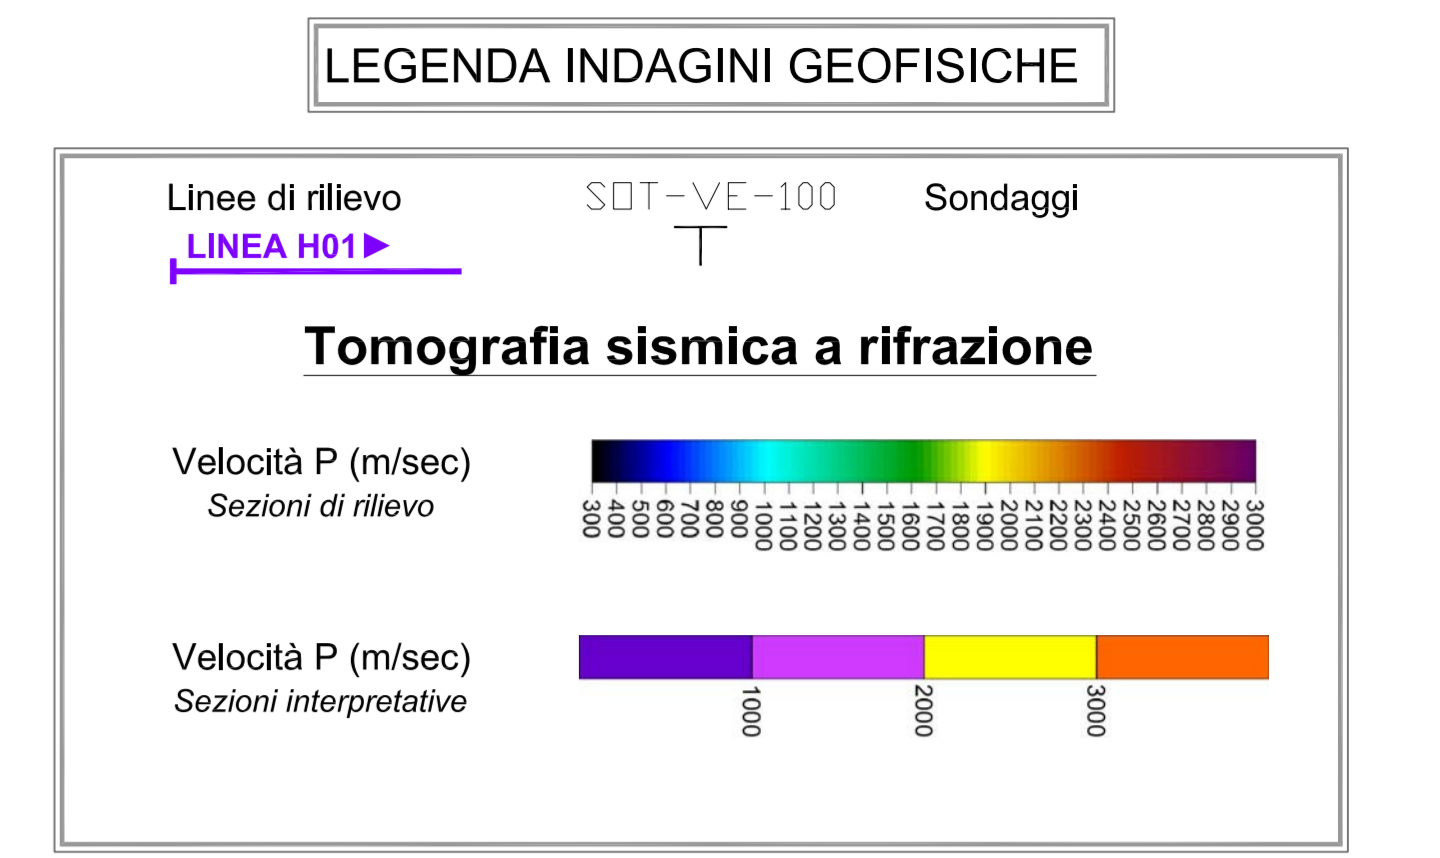 LEGENDA INDAGINI GEOFISICHE
Linee di rilievo
SOT-VE-100
Sondaggi
LINEA H01
Tomografia sismica a rifrazione
Velocità P (m/sec)
Sezioni di rilievo
300 400 500 600 700 800 900 1000 1100 1200 1300 1400 1500 1600 1700 1800 1900 2000 2100 2200 2300 2400 2500 2600 2700 2800 2900 3000
Velocità P (m/sec)
Sezioni interpretative
1000 2000 3000